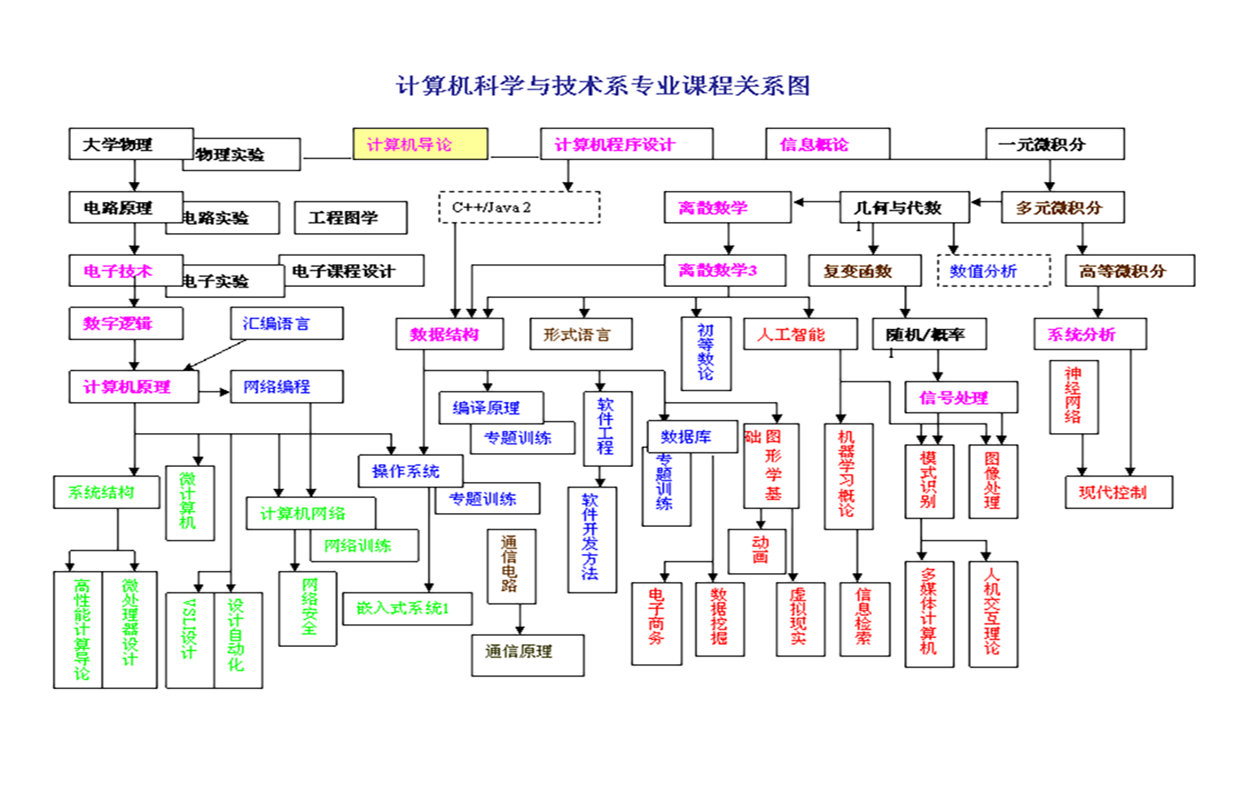 计算机科学与技术系专业课程关系图
大学物理
物理实验
计算机导论
计算机程序设计
信息概论
一元微积分
电路原理
电路实验
工程图学
C++/Java 2
离散数学
几何与代数
1
多元微积分
电子技术
电子实验
电子课程设计
离散数学3
复变函数
数值分析
高等微积分
数字逻辑
汇编语言
数据结构
形式语言
初等数论
人工智能
随机/概率
1
系统分析
计算机原理
网络编程
编译原理
专题训练
软件工程
数据库
专题训练
图形学基础
机器学习概论
信号处理
神经网络
操作系统
专题训练
模式识别
图像处理
现代控制
系统结构
微计算机
计算机网络
网络训练
软件开发方法
通信电路
动画
高性能计算导论
微处理器设计
VSLI设计
设计自动化
网络安全
嵌入式系统1
通信原理
电子商务
数据挖掘
虚拟现实
信息检索
多媒体计算机
人机交互理论